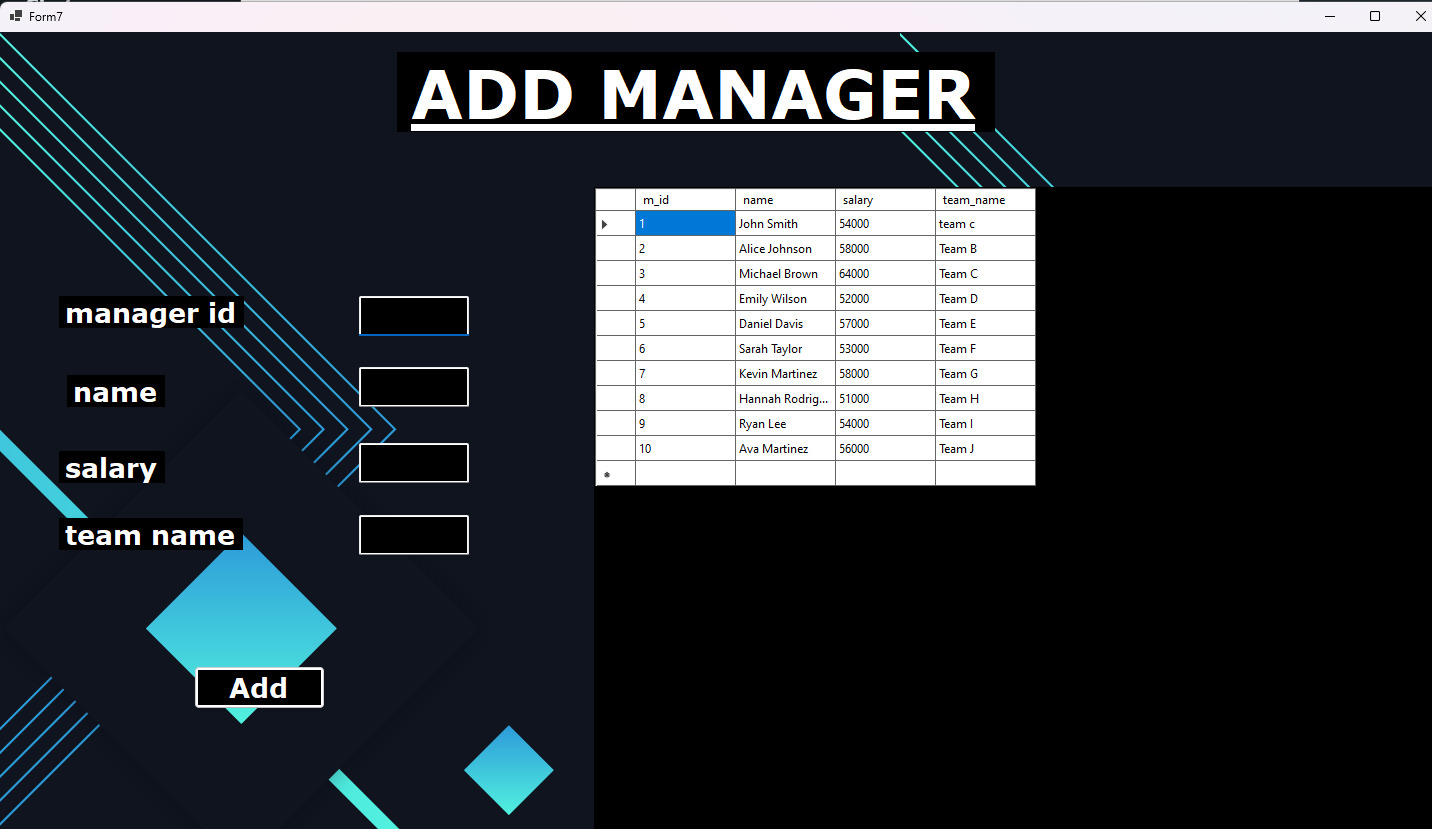 Form7
ADD MANAGER
m_id name salary team_name
1 John Smith 54000 team c
2 Alice Johnson 58000 Team B
3 Michael Brown 64000 Team C
4 Emily Wilson 52000 Team D
5 Daniel Davis 57000 Team E
6 Sarah Taylor 53000 Team F
7 Kevin Martinez 58000 Team G
8 Hannah Rodrig... 51000 Team H
9 Ryan Lee 54000 Team I
10 Ava Martinez 56000 Team J
manager id
name
salary
team name
Add